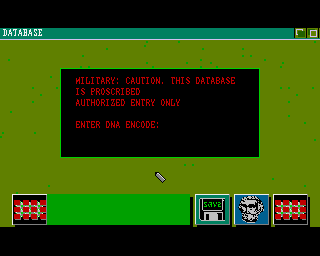 DATABASE
MILITARY: CAUTION, THIS DATABASE
IS PROSCRIBED
AUTHORIZED ENTRY ONLY
ENTER DNA ENCODE:
SAVE